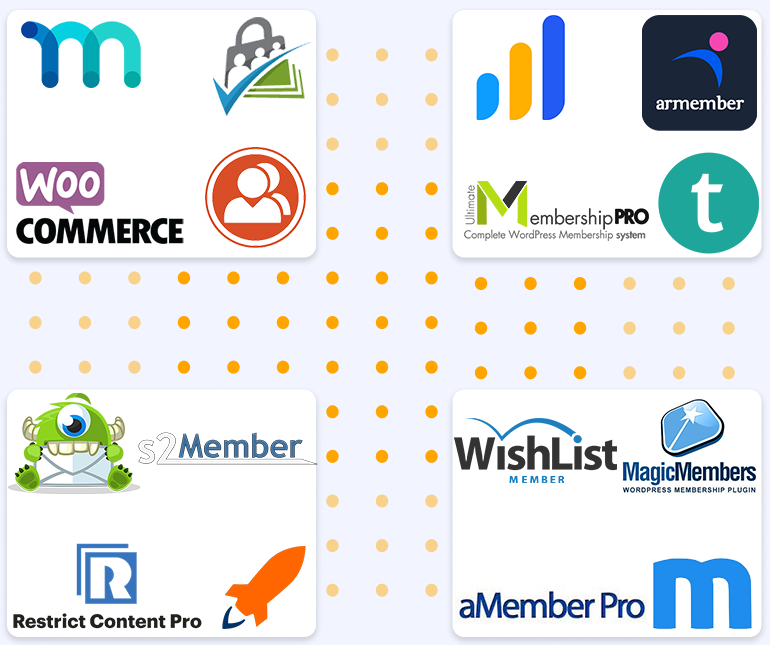 Woo
COMMERCE
armember
Ultimate
MembershipPRO
Complete WordPress Membership system
t
s2Member
Restrict Content Pro
R
WISHLIST
MEMBER
MagicMembers
WORDPRESS MEMBERSHIP PLUGIN
aMember Pro
m
m